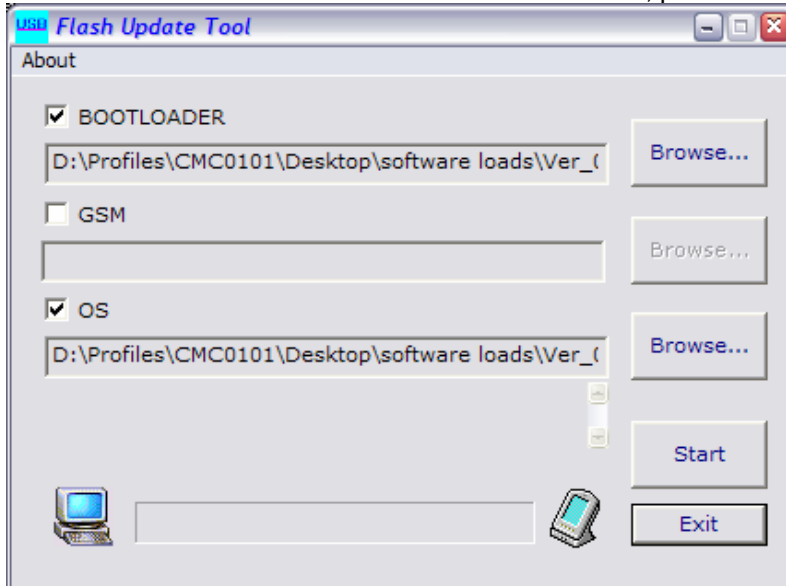 USB Flash Update Tool
About
BOOTLOADER
D:\Profiles\CMC0101\Desktop\software loads\Ver_(
Browse...
GSM
Browse...
OS
D:\Profiles\CMC0101\Desktop\software loads\Ver_(
Browse...
Start
Exit